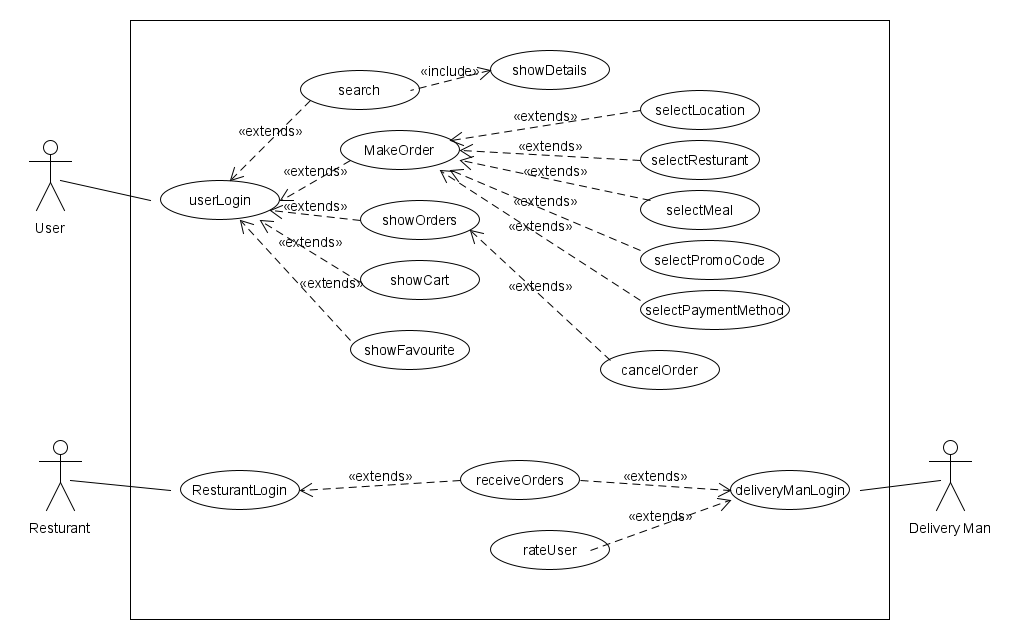 «include»
showDetails
search
selectLocation
«extends»
«extends»
MakeOrder
«extends»
selectResturant
«extends»
«extends»
userLogin
«extends»
«extends»
selectMeal
showOrders
User
«extends»
«extends»
selectPromoCode
«extends»
showCart
«extends»
selectPaymentMethod
showFavourite
cancelOrder
ResturantLogin
«extends»
receiveOrders
«extends»
deliveryManLogin
Resturant
«extends»
Delivery Man
rateUser